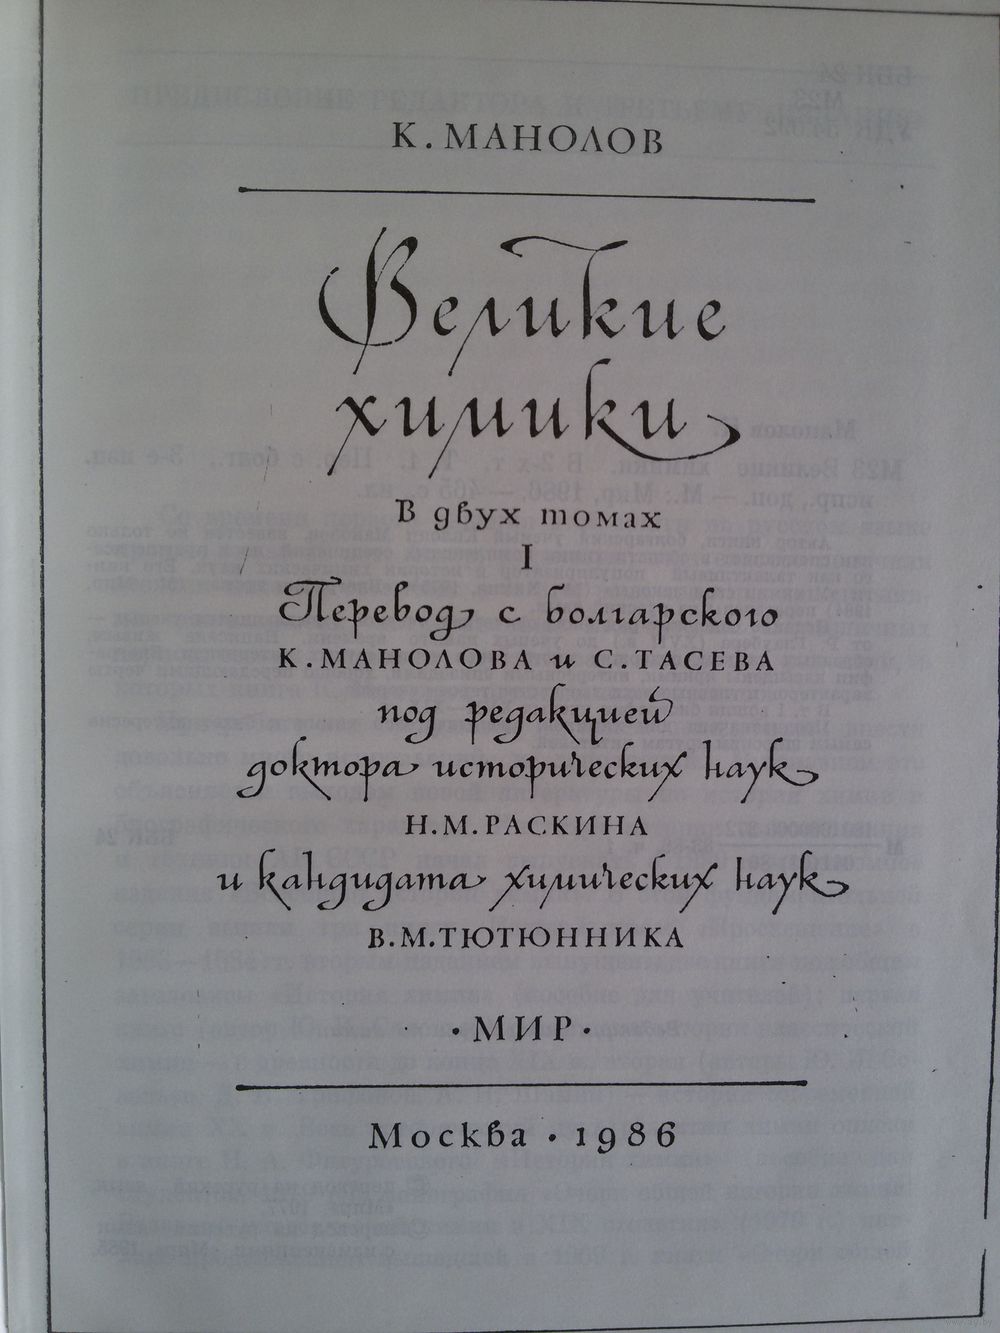 К. МАНОЛОВ
Великие
химики
В двух томах
I
Перевод с болгарского
К. МАНОЛОВА и С. ТАСЕВА
под редакцией
доктора исторических наук
Н. М. РАСКИНА
и кандидата химических наук
В. М. ТЮТЮННИКА
· МИР ·
Москва · 1986